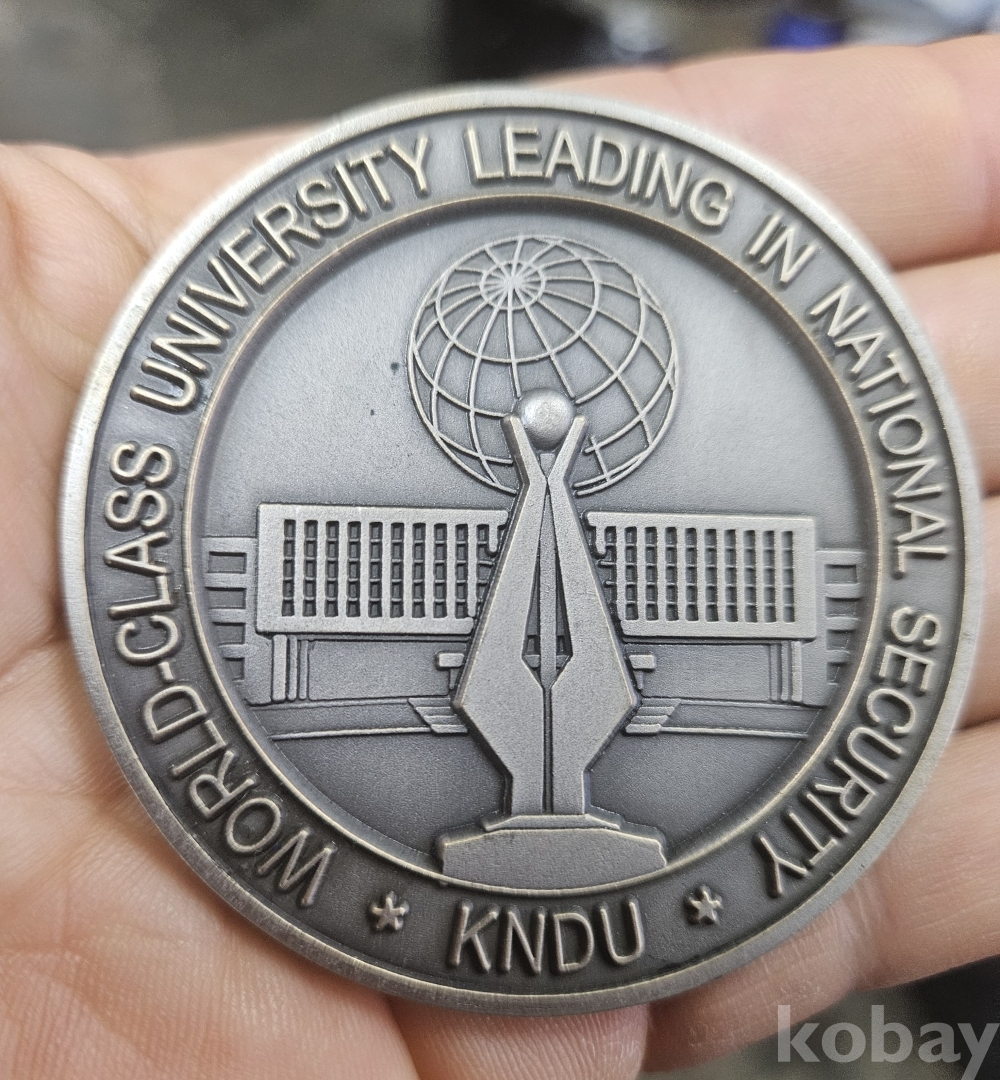 WORLD-CLASS UNIVERSITY LEADING IN NATIONAL SECURITY
* KNDU *
kobay